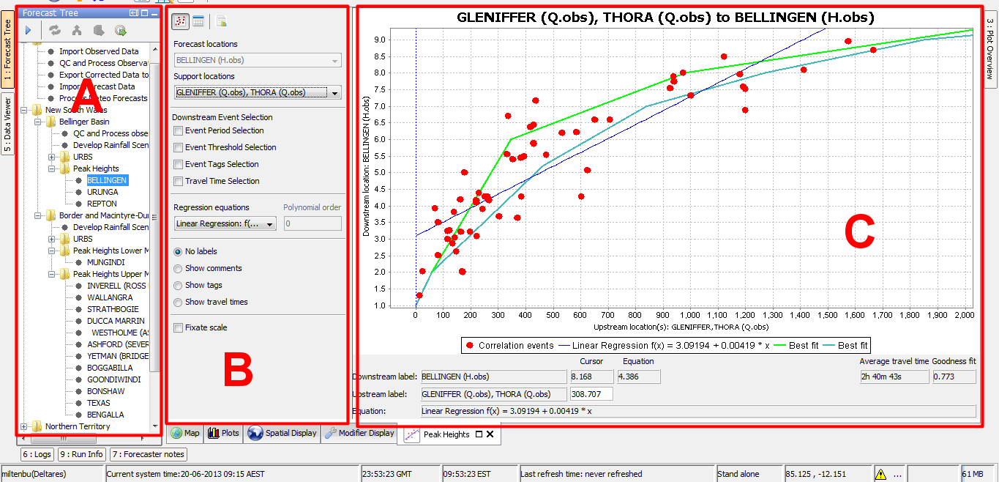 1 : Forecast Tree
5 : Data Viewer
Forecast Tree
Import Observed Data
QC and Process Observa
Export Corrected Data to
Import Forecast Data
Process Meteo Forecasts
New South Wales
Bellinger Basin
QC and Process obse
Develop Rainfall Scen
URBS
Peak Heights
BELLINGEN
URUNGA
REPTON
Border and Macintyre-Dum
Develop Rainfall Scen
URBS
Peak Heights Lower M
MUNGINDI
Peak Heights Upper M
INVERELL (ROSS
WALLANGRA
STRATHBOGIE
DUCCA MARRIN
WESTHOLME (AS
ASHFORD (SEVER
YETMAN (BRIDGE
BOGGABILLA
GOONDIWINDI
BONSHAW
TEXAS
BENGALLA
Northern Territory
A
Forecast locations
BELLINGEN (H.obs)
Support locations
GLENIFFER (Q.obs), THORA (Q.obs)
Downstream Event Selection
Event Period Selection
Event Threshold Selection
Event Tags Selection
Travel Time Selection
Regression equations Polynomial order
Linear Regression: f(... 0
No labels
Show comments
Show tags
Show travel times
Fixate scale
B
GLENIFFER (Q.obs), THORA (Q.obs) to BELLINGEN (H.obs)
Downstream location: BELLINGEN (H.obs)
9.0
8.5
8.0
7.5
7.0
6.5
6.0
5.5
5.0
4.5
4.0
3.5
3.0
2.5
2.0
1.5
1.0
0 100 200 300 400 500 600 700 800 900 1,000 1,100 1,200 1,300 1,400 1,500 1,600 1,700 1,800 1,900 2,000
Upstream location(s): GLENIFFER,THORA (Q.obs)
C
Correlation events Linear Regression f(x) = 3.09194 + 0.00419 * x Best fit Best fit
Cursor Equation Average travel time Goodness fit
Downstream label: BELLINGEN (H.obs) 8.168 4.386 2h 40m 43s 0.773
Upstream label: GLENIFFER (Q.obs), THORA (Q.obs) 308.707
Equation: Linear Regression f(x) = 3.09194 + 0.00419 * x
3 : Plot Overview
Map Plots Spatial Display Modifier Display Peak Heights
6 : Logs 9 : Run Info 7 : Forecaster notes
miltenbu(Deltares) Current system time:20-06-2013 09:15 AEST 23:53:23 GMT 09:53:23 EST Last refresh time: never refreshed Stand alone 85.125 , -12.151 ... 61 MB